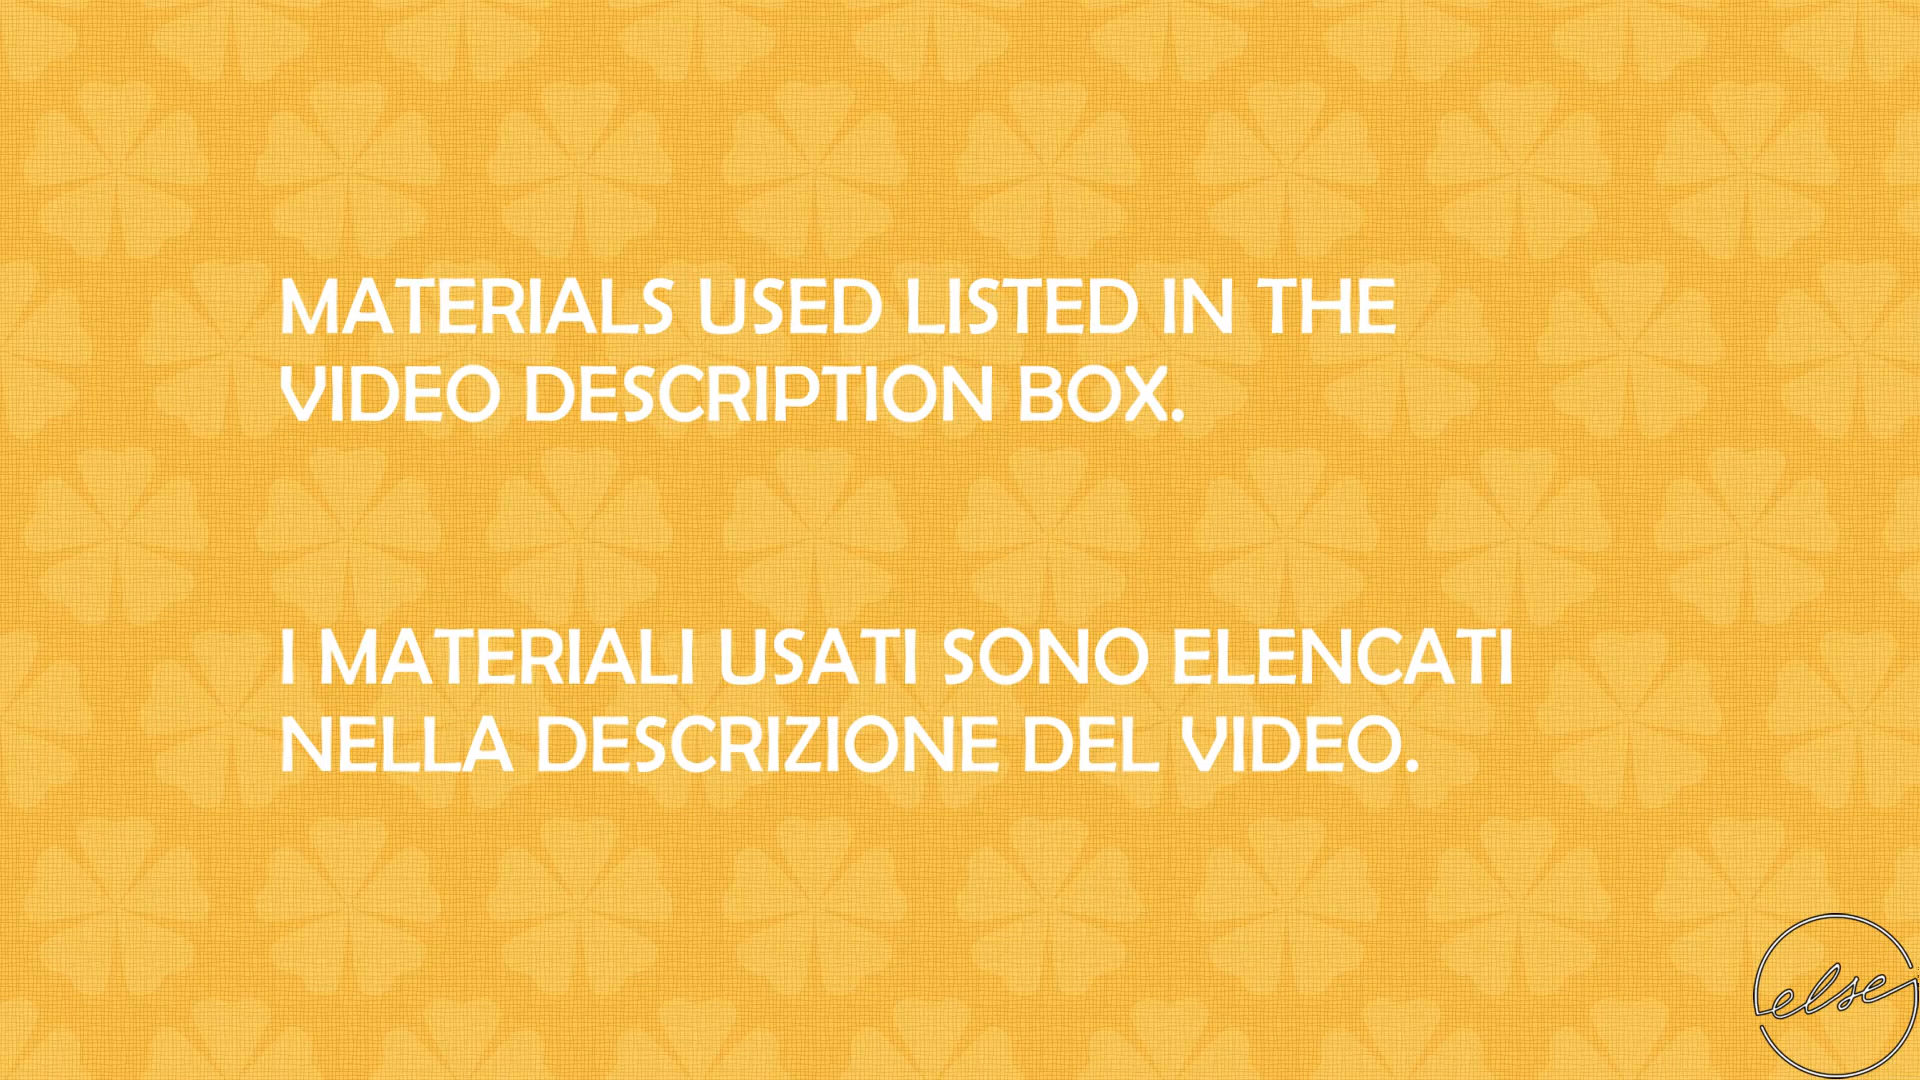 MATERIALS USED LISTED IN THE
VIDEO DESCRIPTION BOX.
I MATERIALI USATI SONO ELENCATI
NELLA DESCRIZIONE DEL VIDEO.
else